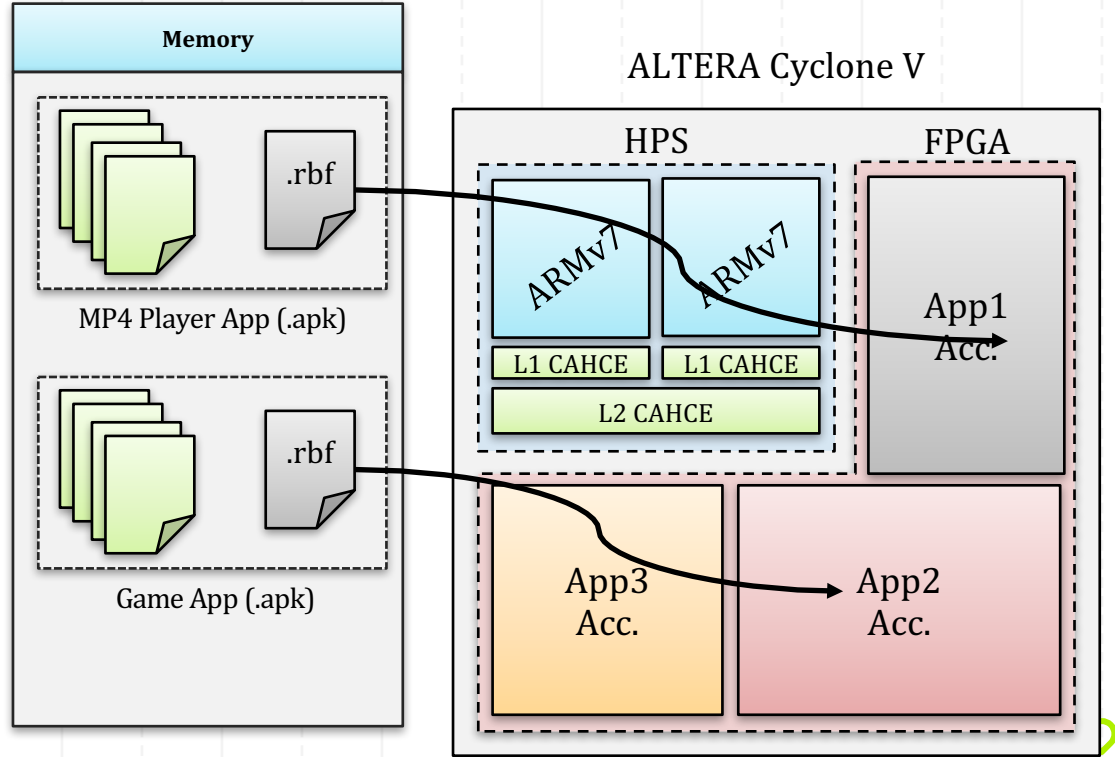 Memory
.rbf
MP4 Player App (.apk)
.rbf
Game App (.apk)
ALTERA Cyclone V
HPS
FPGA
ARMv7
ARMv7
L1 CAHCE
L1 CAHCE
L2 CAHCE
App1
Acc.
App3
Acc.
App2
Acc.